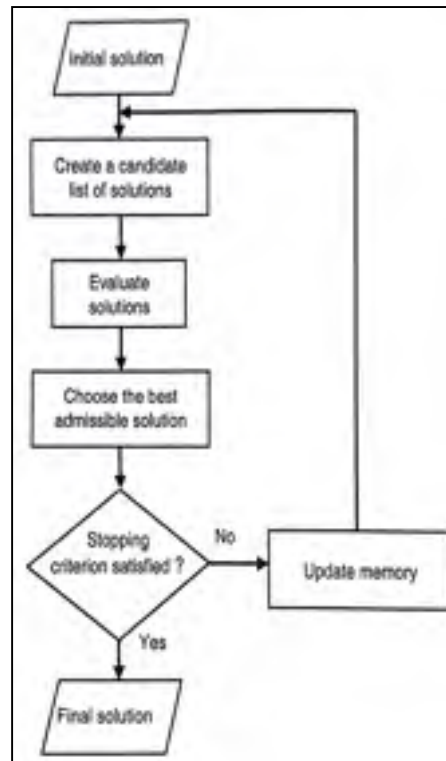 Initial solution
Create a candidate
list of solutions
Evaluate
solutions
Choose the best
admissible solution
Stopping
criterion satisfied ?
No
Update memory
Yes
Final solution